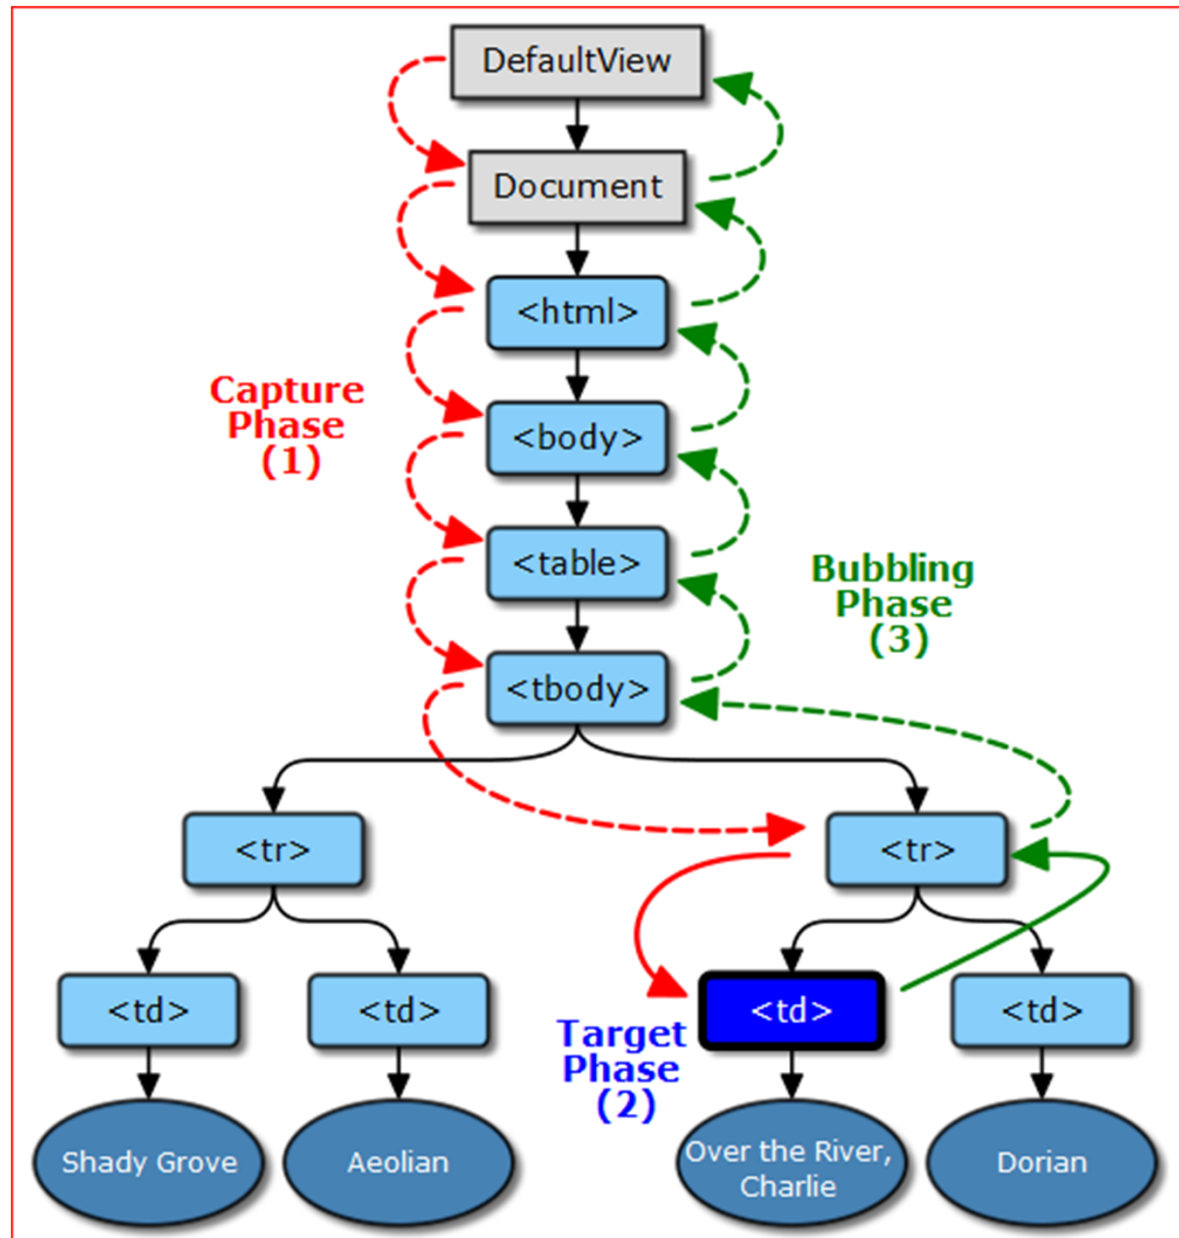 DefaultView
Document
<html>
Capture
Phase
(1)
<body>
<table>
Bubbling
Phase
(3)
<tbody>
<tr>
<tr>
<td>
<td>
<td>
<td>
Target
Phase
(2)
Shady Grove
Aeolian
Over the River,
Charlie
Dorian